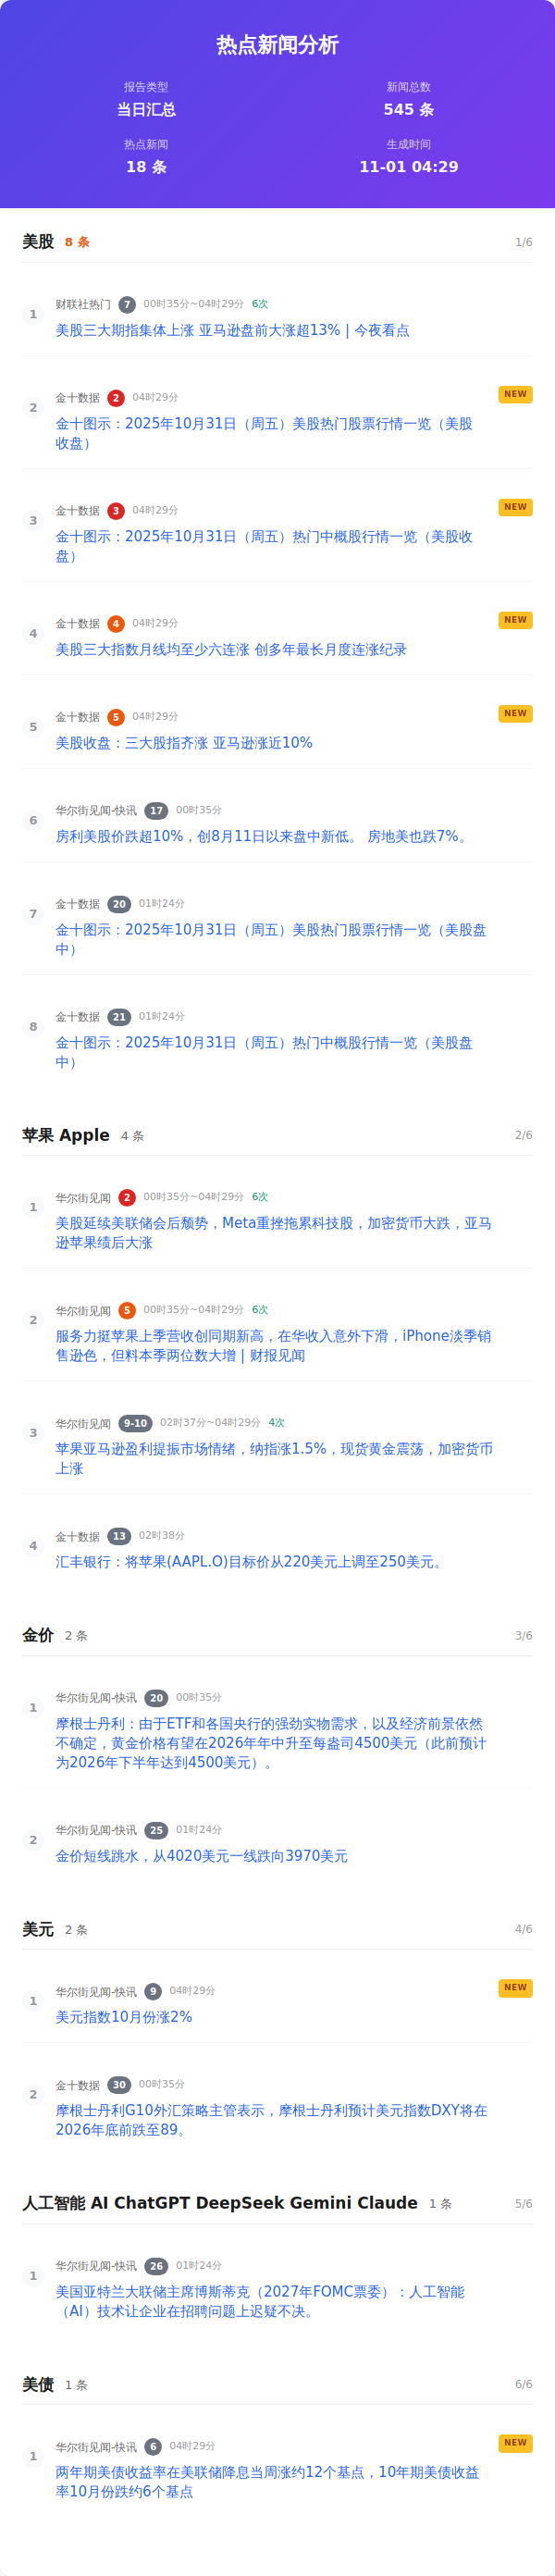 热点新闻分析
报告类型
当日汇总
新闻总数
545 条
热点新闻
18 条
生成时间
11-01 04:29
美股 8 条 1/6
1
财联社热门 7 00时35分~04时29分 6次
美股三大期指集体上涨 亚马逊盘前大涨超13% | 今夜看点
2
金十数据 2 04时29分 NEW
金十图示：2025年10月31日（周五）美股热门股票行情一览（美股
收盘）
3
金十数据 3 04时29分 NEW
金十图示：2025年10月31日（周五）热门中概股行情一览（美股收
盘）
4
金十数据 4 04时29分 NEW
美股三大指数月线均至少六连涨 创多年最长月度连涨纪录
5
金十数据 5 04时29分 NEW
美股收盘：三大股指齐涨 亚马逊涨近10%
6
华尔街见闻-快讯 17 00时35分
房利美股价跌超10%，创8月11日以来盘中新低。 房地美也跌7%。
7
金十数据 20 01时24分
金十图示：2025年10月31日（周五）美股热门股票行情一览（美股盘
中）
8
金十数据 21 01时24分
金十图示：2025年10月31日（周五）热门中概股行情一览（美股盘
中）
苹果 Apple 4 条 2/6
1
华尔街见闻 2 00时35分~04时29分 6次
美股延续美联储会后颓势，Meta重挫拖累科技股，加密货币大跌，亚马
逊苹果绩后大涨
2
华尔街见闻 5 00时35分~04时29分 6次
服务力挺苹果上季营收创同期新高，在华收入意外下滑，iPhone淡季销
售逊色，但料本季两位数大增 | 财报见闻
3
华尔街见闻 9-10 02时37分~04时29分 4次
苹果亚马逊盈利提振市场情绪，纳指涨1.5%，现货黄金震荡，加密货币
上涨
4
金十数据 13 02时38分
汇丰银行：将苹果(AAPL.O)目标价从220美元上调至250美元。
金价 2 条 3/6
1
华尔街见闻-快讯 20 00时35分
摩根士丹利：由于ETF和各国央行的强劲实物需求，以及经济前景依然
不确定，黄金价格有望在2026年年中升至每盎司4500美元（此前预计
为2026年下半年达到4500美元）。
2
华尔街见闻-快讯 25 01时24分
金价短线跳水，从4020美元一线跌向3970美元
美元 2 条 4/6
1
华尔街见闻-快讯 9 04时29分 NEW
美元指数10月份涨2%
2
金十数据 30 00时35分
摩根士丹利G10外汇策略主管表示，摩根士丹利预计美元指数DXY将在
2026年底前跌至89。
人工智能 AI ChatGPT DeepSeek Gemini Claude 1 条 5/6
1
华尔街见闻-快讯 26 01时24分
美国亚特兰大联储主席博斯蒂克（2027年FOMC票委）：人工智能
（AI）技术让企业在招聘问题上迟疑不决。
美债 1 条 6/6
1
华尔街见闻-快讯 6 04时29分 NEW
两年期美债收益率在美联储降息当周涨约12个基点，10年期美债收益
率10月份跌约6个基点